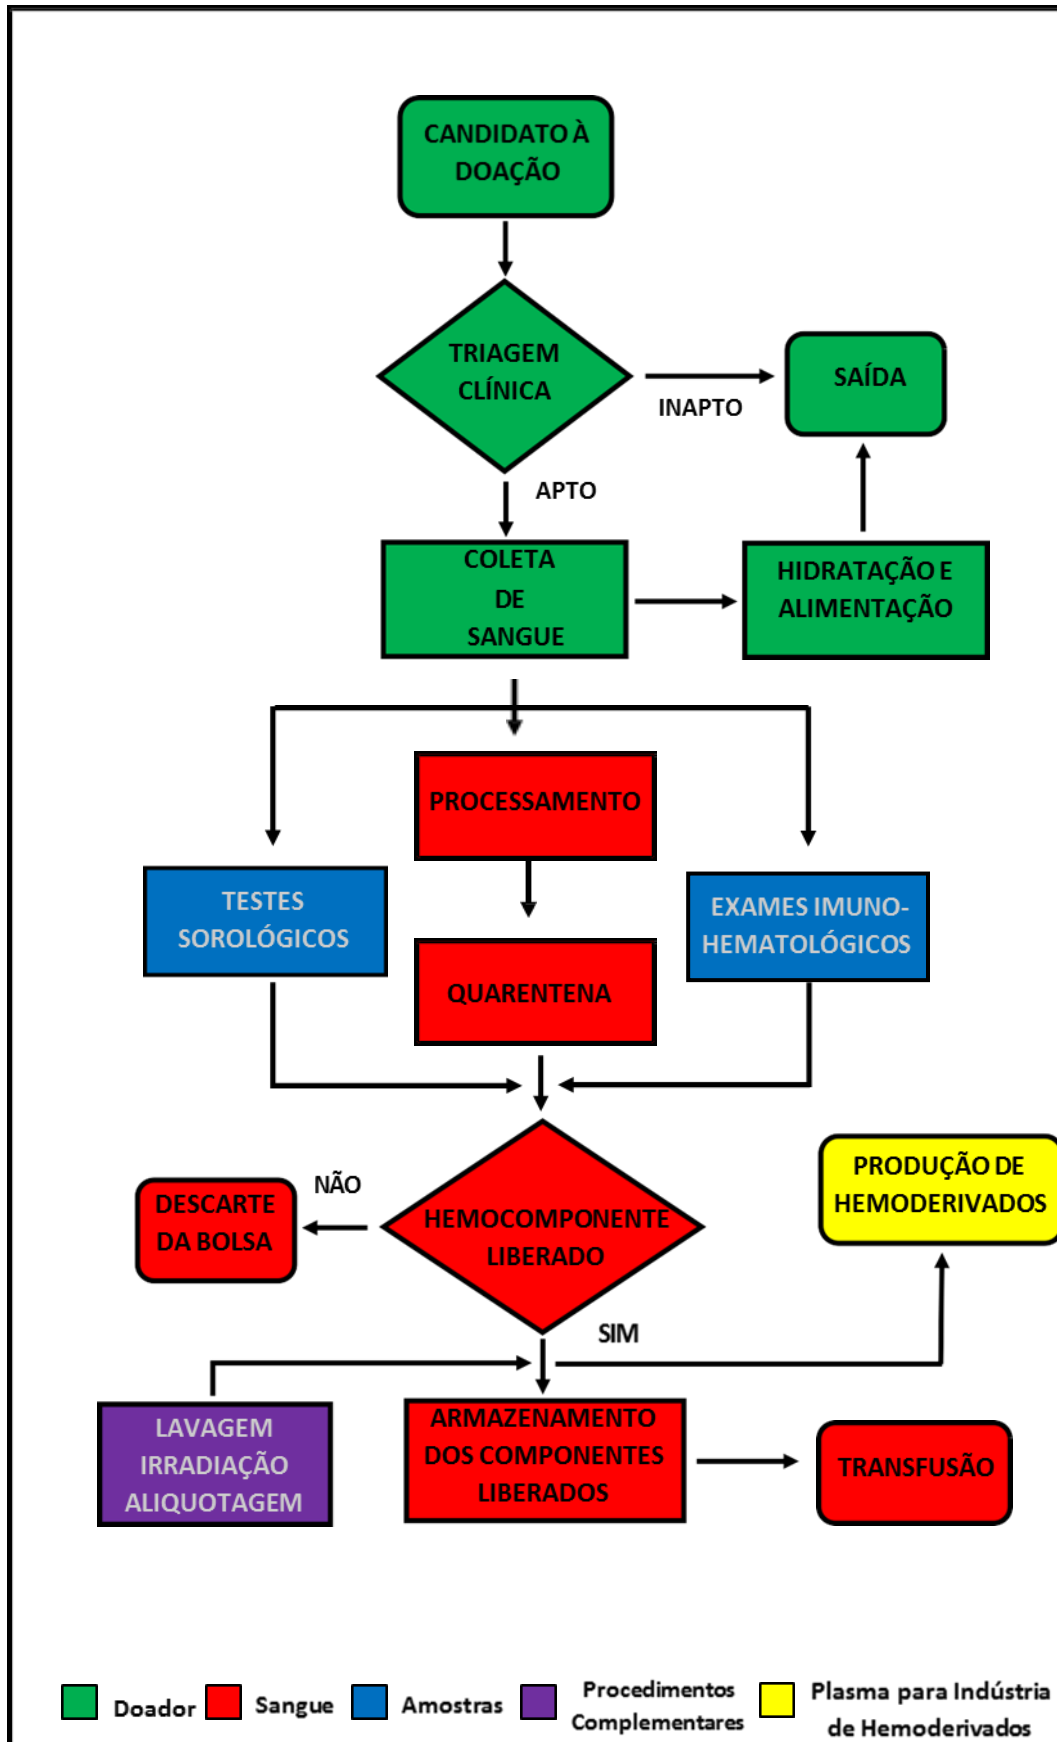 CANDIDATO À
DOAÇÃO
TRIAGEM
CLÍNICA
INAPTO
SAÍDA
APTO
COLETA
DE
SANGUE
HIDRATAÇÃO E
ALIMENTAÇÃO
PROCESSAMENTO
TESTES
SOROLÓGICOS
EXAMES IMUNO-
HEMATOLÓGICOS
QUARENTENA
HEMOCOMPONENTE
LIBERADO
NÃO
DESCARTE
DA BOLSA
PRODUÇÃO DE
HEMODERIVADOS
SIM
LAVAGEM
IRRADIAÇÃO
ALIQUOTAGEM
ARMAZENAMENTO
DOS COMPONENTES
LIBERADOS
TRANSFUSÃO
Doador
Sangue
Amostras
Procedimentos
Complementares
Plasma para Indústria
de Hemoderivados